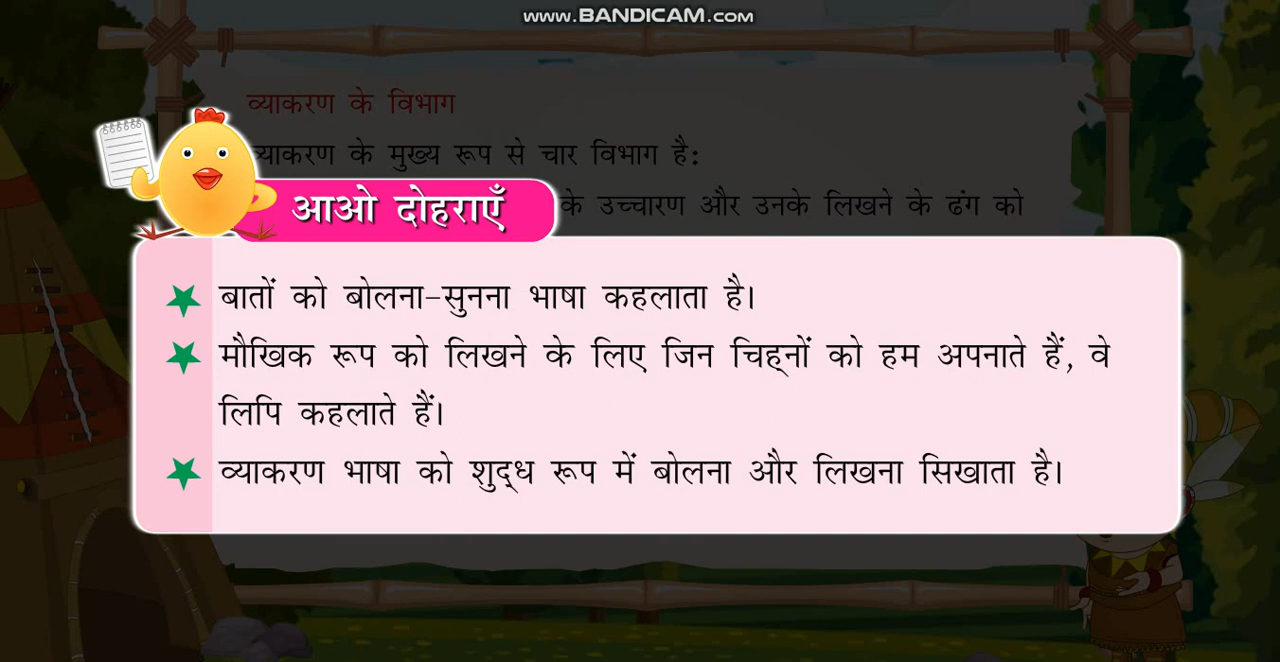 www.BANDICAM.com
व्याकरण के विभाग
व्याकरण के मुख्य रूप से चार विभाग है:
के उच्चारण और उनके लिखने के ढंग को
आओ दोहराएँ
बातों को बोलना-सुनना भाषा कहलाता है।
मौखिक रूप को लिखने के लिए जिन चिह्‌नों को हम अपनाते हैं, वे
लिपि कहलाते हैं।
व्याकरण भाषा को शुद्‌ध रूप में बोलना और लिखना सिखाता है।